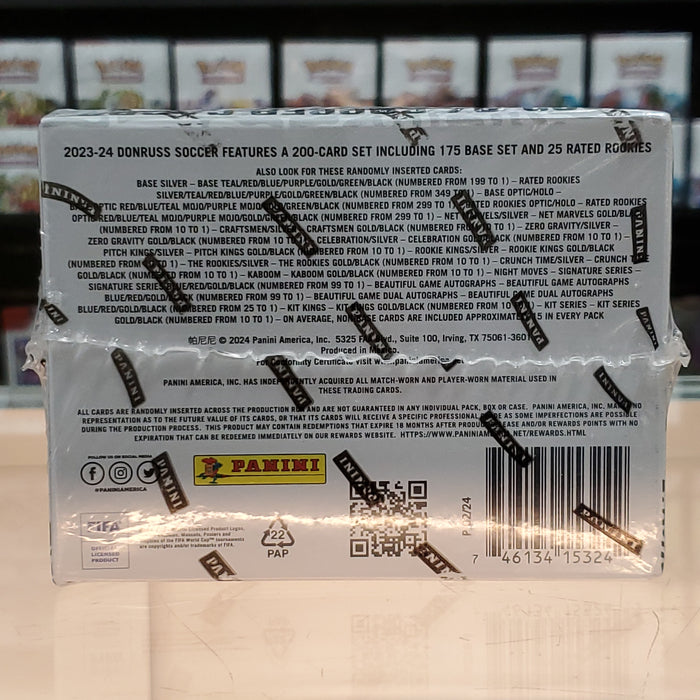 2023-24 DONRUSS SOCCER FEATURES A 200-CARD SET INCLUDING 175 BASE SET AND 25 RATED ROOKIES
ALSO LOOK FOR THESE RANDOMLY INSERTED CARDS:
BASE SILVER – BASE TEAL/RED/BLUE/PURPLE/GOLD/GREEN/BLACK (NUMBERED FROM 199 TO 1) – RATED ROOKIES
SILVER/TEAL/RED/BLUE/PURPLE/GOLD/GREEN/BLACK (NUMBERED FROM 349 TO 1) – BASE OPTIC/HOLO –
OPTIC RED/BLUE/TEAL MOJO/PURPLE MOJO/GOLD/GREEN/BLACK (NUMBERED FROM 299 TO 1) – RATED ROOKIES OPTIC/HOLO – RATED ROOKIES
OPTIC RED/BLUE/TEAL MOJO/PURPLE MOJO/GOLD/GREEN/BLACK (NUMBERED FROM 299 TO 1) – NET MARVELS/SILVER – NET MARVELS GOLD/BLACK
(NUMBERED FROM 10 TO 1) – CRAFTSMEN/SILVER – CRAFTSMEN GOLD/BLACK (NUMBERED FROM 10 TO 1) – ZERO GRAVITY/SILVER –
ZERO GRAVITY GOLD/BLACK (NUMBERED FROM 10 TO 1) – CELEBRATION/SILVER – CELEBRATION GOLD/BLACK (NUMBERED FROM 10 TO 1) –
PITCH KINGS/SILVER – PITCH KINGS GOLD/BLACK (NUMBERED FROM 10 TO 1) – ROOKIE KINGS/SILVER – ROOKIE KINGS GOLD/BLACK
(NUMBERED FROM 10 TO 1) – THE ROOKIES/SILVER – THE ROOKIES GOLD/BLACK (NUMBERED FROM 10 TO 1) – CRUNCH TIME/SILVER – CRUNCH TIME
GOLD/BLACK (NUMBERED FROM 10 TO 1) – KABOOM – KABOOM GOLD/BLACK (NUMBERED FROM 10 TO 1) – NIGHT MOVES – SIGNATURE SERIES –
SIGNATURE SERIES BLUE/RED/GOLD/BLACK (NUMBERED FROM 99 TO 1) – BEAUTIFUL GAME AUTOGRAPHS – BEAUTIFUL GAME AUTOGRAPHS
BLUE/RED/GOLD/BLACK (NUMBERED FROM 99 TO 1) – BEAUTIFUL GAME DUAL AUTOGRAPHS – BEAUTIFUL GAME DUAL AUTOGRAPHS
BLUE/RED/GOLD/BLACK (NUMBERED FROM 25 TO 1) – KIT KINGS – KIT KINGS GOLD/BLACK (NUMBERED FROM 10 TO 1) – KIT SERIES – KIT SERIES
GOLD/BLACK (NUMBERED FROM 10 TO 1) – ON AVERAGE, NON-BASE CARDS ARE INCLUDED APPROXIMATELY 15 IN EVERY PACK
帕尼尼 © 2024 Panini America, Inc. 5325 FAA Blvd., Suite 100, Irving, TX 75061-3601
Produced in Mexico.
For Conformity Certificate visit www.paniniamerica.net
PANINI AMERICA, INC. HAS INDEPENDENTLY ACQUIRED ALL MATCH-WORN AND PLAYER-WORN MATERIAL USED IN
THESE TRADING CARDS.
ALL CARDS ARE RANDOMLY INSERTED ACROSS THE PRODUCTION RUN AND ARE NOT GUARANTEED IN ANY INDIVIDUAL PACK, BOX OR CASE. PANINI AMERICA, INC. MAKES NO
REPRESENTATION AS TO THE FUTURE VALUE OF ITS CARDS, OR THAT ITS CARDS WILL RECEIVE A SPECIFIC PROFESSIONAL GRADE AS SOME IMPERFECTIONS ARE POSSIBLE
DURING THE PRODUCTION PROCESS. THIS PRODUCT MAY CONTAIN REDEMPTIONS THAT EXPIRE 18 MONTHS AFTER PRODUCT RELEASE AND/OR REWARDS POINTS WITH NO
EXPIRATION THAT CAN BE REDEEMED IMMEDIATELY ON OUR REWARDS WEBSITE. HTTPS://WWW.PANINIAMERICA.NET/REWARDS.HTML
FOLLOW US ON SOCIAL MEDIA
@PANINIAMERICA
PANINI
FIFA
OFFICIAL
LICENSED
PRODUCT
22
PAP
7 46134 15324